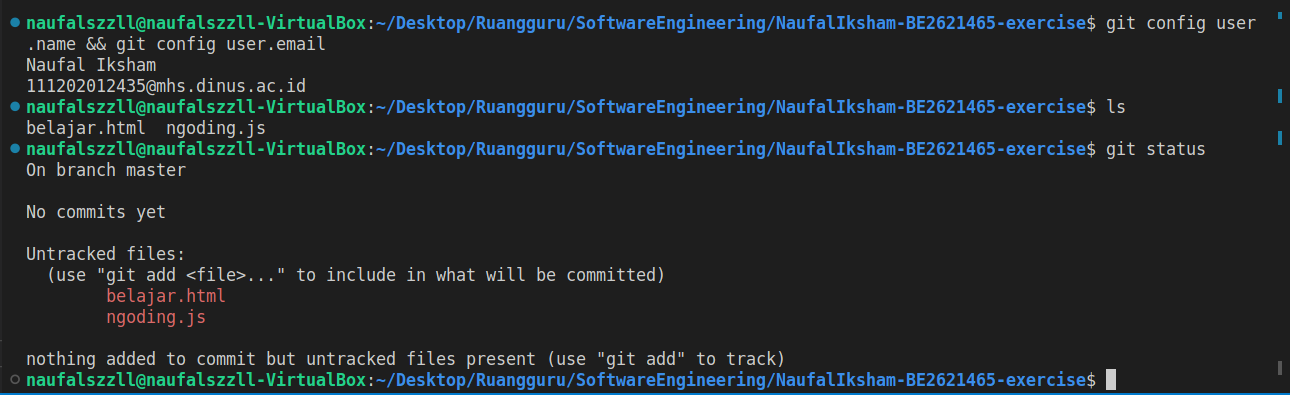 naufalszzll@naufalszzll-VirtualBox:~/Desktop/Ruangguru/SoftwareEngineering/NaufalIksham-BE2621465-exercise$ git config user
.name && git config user.email
Naufal Iksham
111202012435@mhs.dinus.ac.id
naufalszzll@naufalszzll-VirtualBox:~/Desktop/Ruangguru/SoftwareEngineering/NaufalIksham-BE2621465-exercise$ ls
belajar.html  ngoding.js
naufalszzll@naufalszzll-VirtualBox:~/Desktop/Ruangguru/SoftwareEngineering/NaufalIksham-BE2621465-exercise$ git status
On branch master

No commits yet

Untracked files:
  (use "git add <file>..." to include in what will be committed)
        belajar.html
        ngoding.js

nothing added to commit but untracked files present (use "git add" to track)
naufalszzll@naufalszzll-VirtualBox:~/Desktop/Ruangguru/SoftwareEngineering/NaufalIksham-BE2621465-exercise$